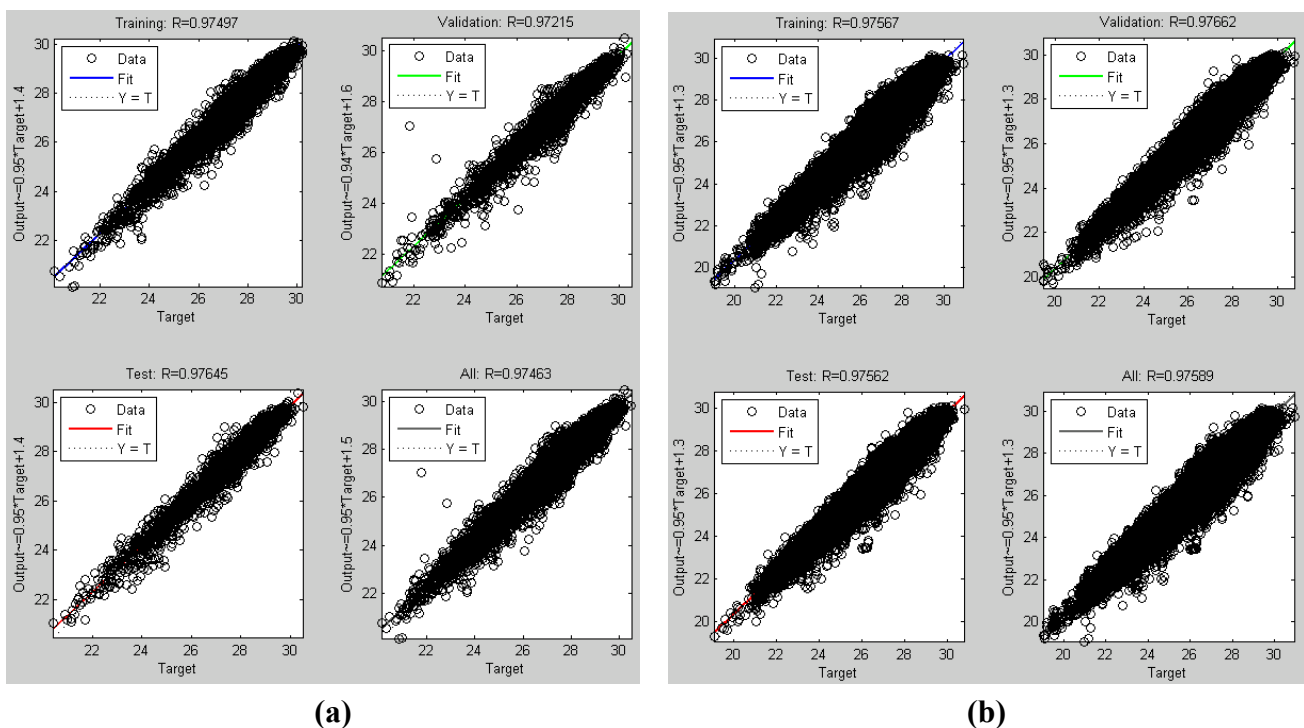 Training: R=0.97497
Output~=0.95*Target+1.4
30
28
26
24
22
Data
Fit
Y = T
22 24 26 28 30
Target
Validation: R=0.97215
Output~=0.94*Target+1.6
30
28
26
24
22
Data
Fit
Y = T
22 24 26 28 30
Target
Test: R=0.97645
Output~=0.95*Target+1.4
30
28
26
24
22
Data
Fit
Y = T
22 24 26 28 30
Target
All: R=0.97463
Output~=0.95*Target+1.5
30
28
26
24
22
Data
Fit
Y = T
22 24 26 28 30
Target
(a)
Training: R=0.97567
Output~=0.95*Target+1.3
30
28
26
24
22
20
Data
Fit
Y = T
20 22 24 26 28 30
Target
Validation: R=0.97662
Output~=0.95*Target+1.3
30
28
26
24
22
20
Data
Fit
Y = T
20 22 24 26 28 30
Target
Test: R=0.97562
Output~=0.95*Target+1.3
30
28
26
24
22
20
Data
Fit
Y = T
20 22 24 26 28 30
Target
All: R=0.97589
Output~=0.95*Target+1.3
30
28
26
24
22
20
Data
Fit
Y = T
20 22 24 26 28 30
Target
(b)